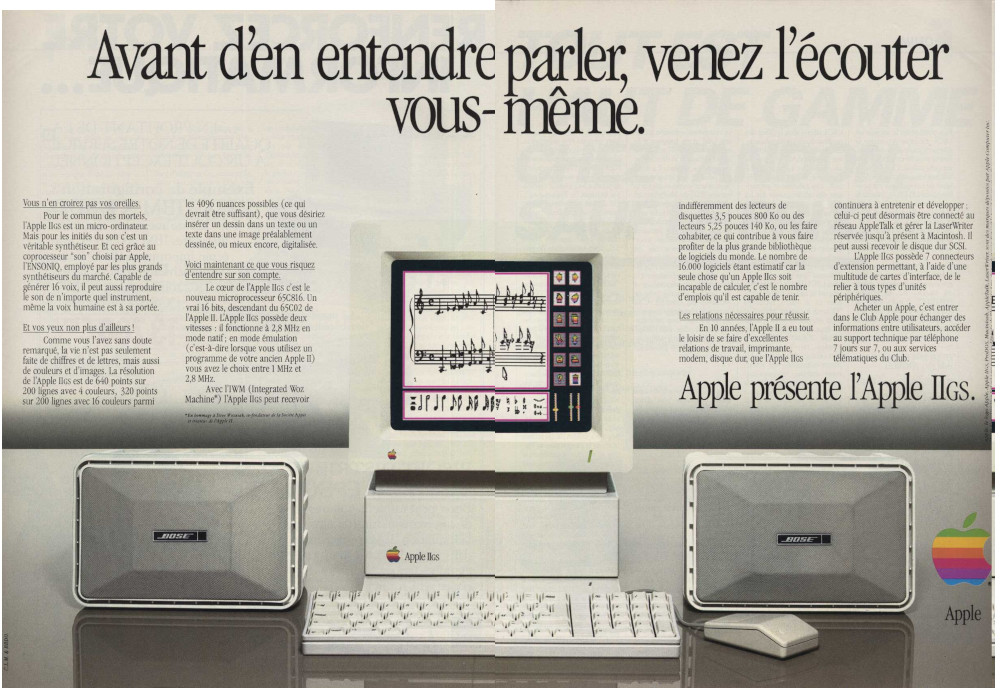 Avant d'en entendre parler, venez l'écouter
vous-même.
Vous n'en croirez pas vos oreilles.
Pour le commun des mortels,
l'Apple IIGS est un micro-ordinateur.
Mais pour les initiés du son c'est un
véritable synthétiseur. Et ceci grâce au
coprocesseur "son" choisi par Apple,
l'ENSONIQ, employé par les plus grands
synthétiseurs du marché. Capable de
générer 16 voix, il peut aussi reproduire
le son de n'importe quel instrument,
même la voix humaine est à sa portée.
Et vos yeux non plus d'ailleurs !
Comme vous l'avez sans doute
remarqué, la vie n'est pas seulement
faite de chiffres et de lettres, mais aussi
de couleurs et d'images. La résolution
de l'Apple IIGS est de 640 points sur
200 lignes avec 4 couleurs, 320 points
sur 200 lignes avec 16 couleurs parmi
les 4096 nuances possibles (ce qui
devrait être suffisant), que vous désiriez
insérer un dessin dans un texte ou un
texte dans une image préalablement
dessinée, ou mieux encore, digitalisée.
Voici maintenant ce que vous risquez
d'entendre sur son compte.
Le cœur de l'Apple IIGS c'est le
nouveau microprocesseur 65C816. Un
vrai 16 bits, descendant du 65C02 de
l'Apple II. L'Apple IIGS possède deux
vitesses : il fonctionne à 2,8 MHz en
mode natif ; en mode émulation
(c'est-à-dire lorsque vous utilisez un
programme de votre ancien Apple II)
vous avez le choix entre 1 MHz et
2,8 MHz.
Avec l'IWM (Integrated Woz
Machine*) l'Apple IIGS peut recevoir
*En hommage à Steve Wozniak, co-fondateur de la Société Apple
et créateur de l'Apple II.
indifféremment des lecteurs de
disquettes 3,5 pouces 800 Ko ou des
lecteurs 5,25 pouces 140 Ko, ou les faire
cohabiter, ce qui contribue à vous faire
profiter de la plus grande bibliothèque
de logiciels du monde. Le nombre de
16.000 logiciels étant estimatif car la
seule chose qu'un Apple IIGS soit
incapable de calculer, c'est le nombre
d'emplois qu'il est capable de tenir.
Les relations nécessaires pour réussir.
En 10 années, l'Apple II a eu tout
le loisir de se faire d'excellentes
relations de travail, imprimante,
modem, disque dur, que l'Apple IIGS
continuera à entretenir et développer ;
celui-ci peut désormais être connecté au
réseau AppleTalk et gérer la LaserWriter
réservée jusqu'à présent à Macintosh. Il
peut aussi recevoir le disque dur SCSI.
L'Apple IIGS possède 7 connecteurs
d'extension permettant, à l'aide d'une
multitude de cartes d'interface, de le
relier à tous types d'unités
périphériques.
Acheter un Apple, c'est entrer
dans le Club Apple pour échanger des
informations entre utilisateurs, accéder
au support technique par téléphone
7 jours sur 7, ou aux services
télématiques du Club.
Apple présente l'Apple IIGS.
BOSE
Apple IIGS
BOSE
Apple